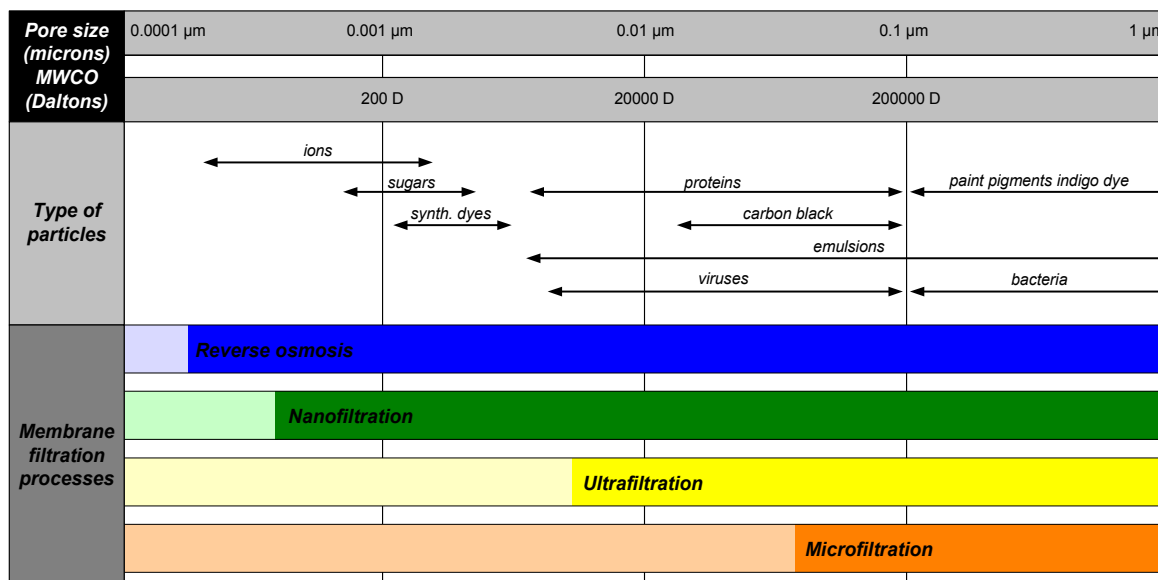 Pore size
(microns)
MWCO
(Daltons)
0.0001 µm 0.001 µm 0.01 µm 0.1 µm 1 µm
200 D 20000 D 200000 D
Type of
particles
ions
sugars proteins paint pigments indigo dye
synth. dyes carbon black
emulsions
viruses bacteria
Membrane
filtration
processes
Reverse osmosis
Nanofiltration
Ultrafiltration
Microfiltration